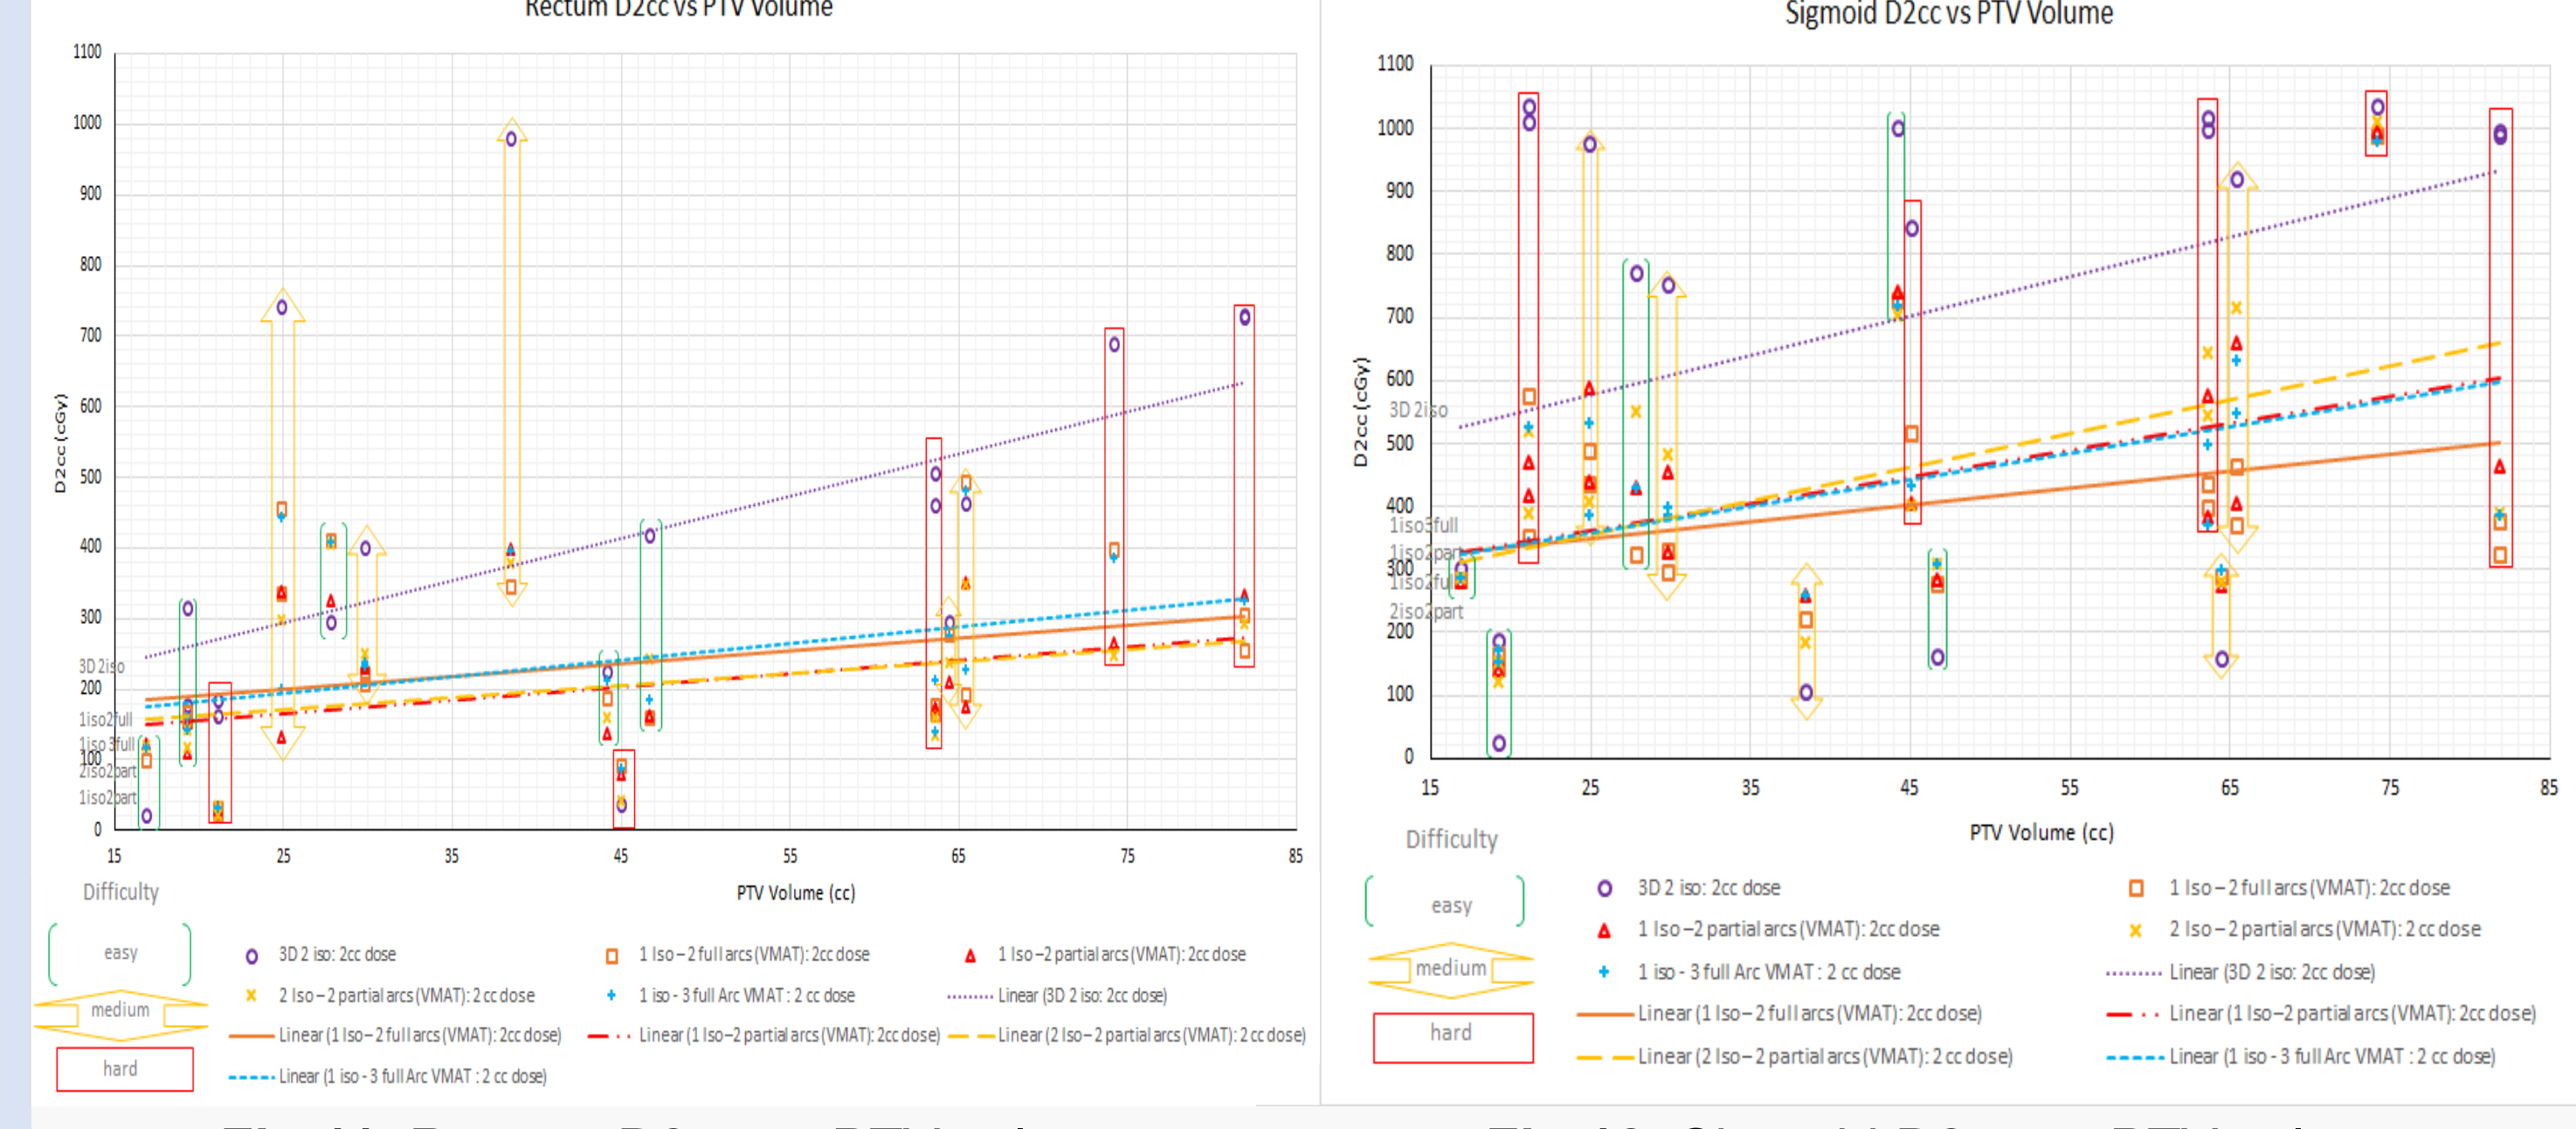 Rectum D2cc vs PTV Volume
1100
1000
900
800
700
600
500
400
300
200
100
0
D2cc (cGy)
3D 2iso
1iso2full
1iso 3full
2iso2part
1iso2part
15 25 35 45 55 65 75 85
PTV Volume (cc)
Difficulty
easy
medium
hard
3D 2 iso: 2cc dose
1 Iso – 2 full arcs (VMAT): 2cc dose
1 Iso –2 partial arcs (VMAT): 2cc dose
2 Iso – 2 partial arcs (VMAT): 2 cc dose
1 iso - 3 full Arc VMAT : 2 cc dose
Linear (3D 2 iso: 2cc dose)
Linear (1 Iso – 2 full arcs (VMAT): 2cc dose)
Linear (1 Iso–2 partial arcs (VMAT): 2cc dose)
Linear (2 Iso – 2 partial arcs (VMAT): 2 cc dose)
Linear (1 iso - 3 full Arc VMAT : 2 cc dose)
Sigmoid D2cc vs PTV Volume
1100
1000
900
800
700
600
500
400
300
200
100
0
D2cc (cGy)
3D 2iso
1iso3full
1iso2part
1iso2full
2iso2part
15 25 35 45 55 65 75 85
PTV Volume (cc)
Difficulty
easy
medium
hard
3D 2 iso: 2cc dose
1 Iso – 2 full arcs (VMAT): 2cc dose
1 Iso –2 partial arcs (VMAT): 2cc dose
2 Iso – 2 partial arcs (VMAT): 2 cc dose
1 iso - 3 full Arc VMAT : 2 cc dose
Linear (3D 2 iso: 2cc dose)
Linear (1 Iso – 2 full arcs (VMAT): 2cc dose)
Linear (1 Iso–2 partial arcs (VMAT): 2cc dose)
Linear (2 Iso – 2 partial arcs (VMAT): 2 cc dose)
Linear (1 iso - 3 full Arc VMAT : 2 cc dose)